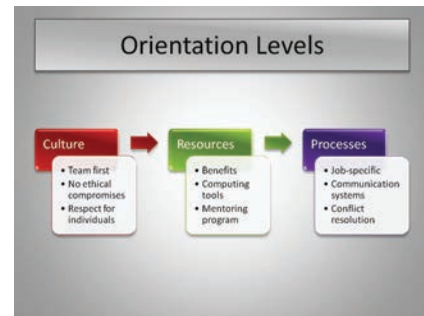 Orientation Levels
Culture
• Team first
• No ethical
compromises
• Respect for
individuals
Resources
• Benefits
• Computing
tools
• Mentoring
program
Processes
• Job-specific
• Communication
systems
• Conflict
resolution